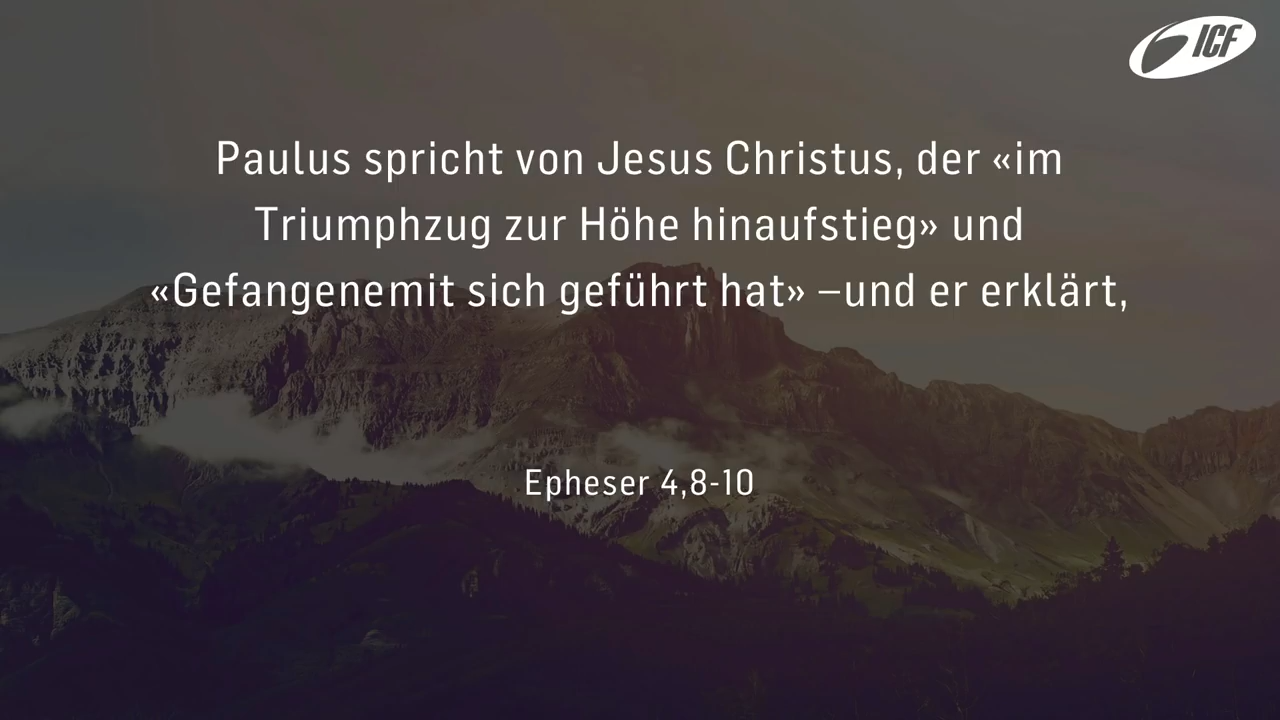 ICF
Paulus spricht von Jesus Christus, der «im
Triumphzug zur Höhe hinaufstieg» und
«Gefangenemit sich geführt hat» –und er erklärt,
Epheser 4,8-10